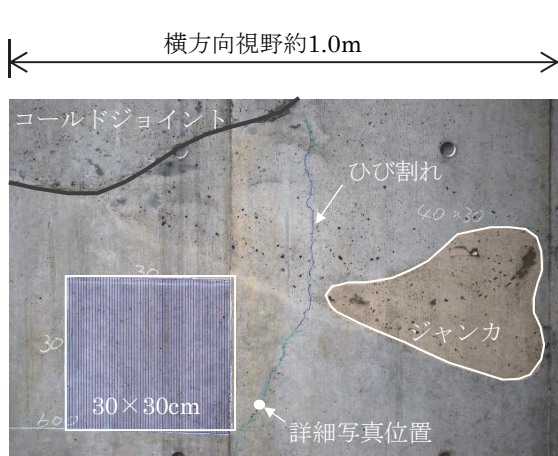 横方向視野約1.0m
コールドジョイント
ひび割れ
40×30
30
ジャンカ
30
30×30cm
600
詳細写真位置